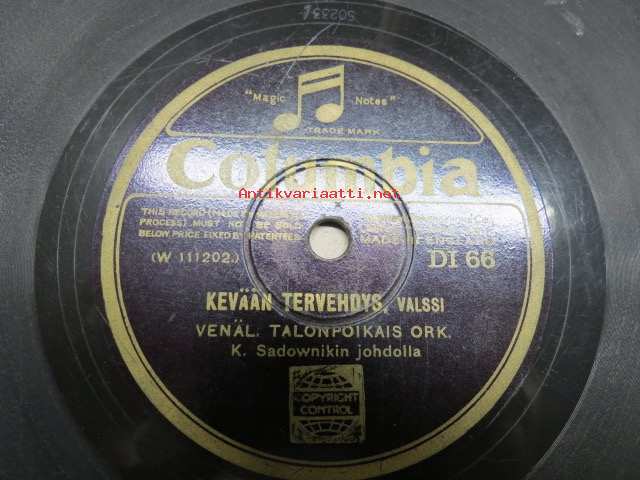 "Magic Notes"
TRADE MARK
Columbia
Antikvariaatti.net
THIS RECORD
PROCESS) MUST NOT BE SOLD
BELOW PRICE FIXED BY PATENTEES.
MADE IN ENGLAND
(W 111202.)
DI 66
KEVÄÄN TERVEHDYS, VALSSI
VENÄL. TALONPOIKAIS ORK.
K. Sadownikin johdolla
COPYRIGHT
CONTROL